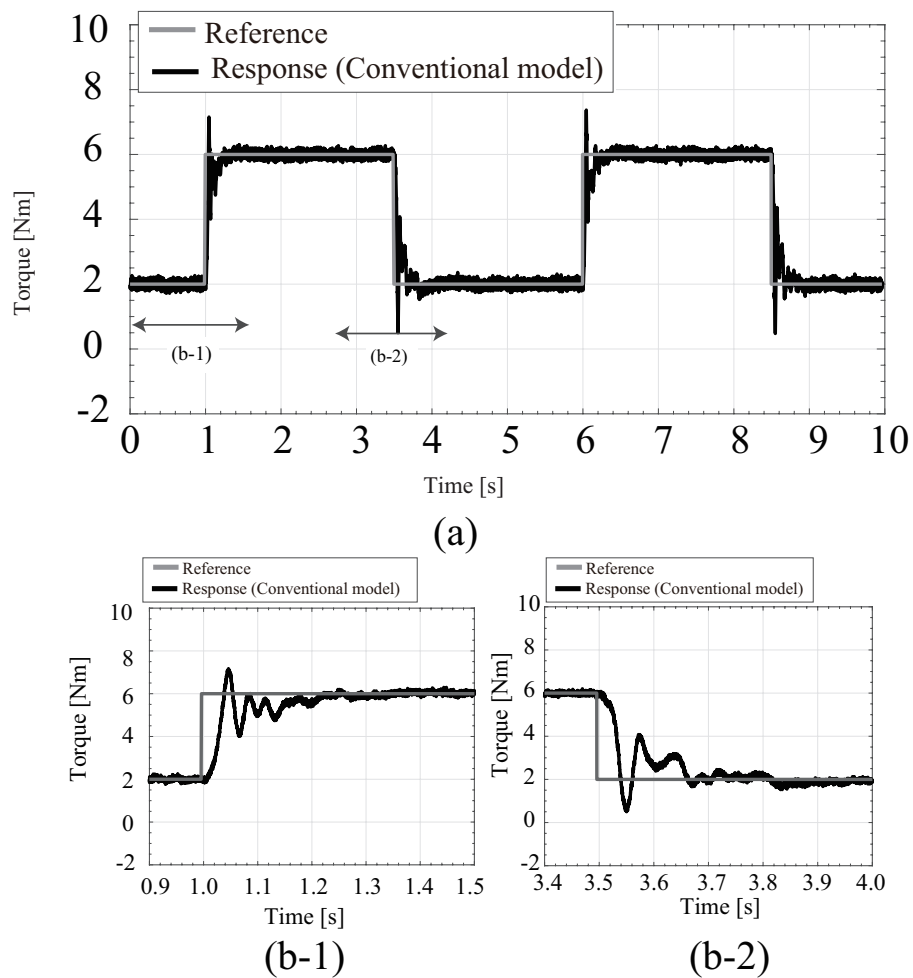 10
Reference
Response (Conventional model)
8
6
4
2
0
-2
Torque [Nm]
(b-1)
(b-2)
0 1 2 3 4 5 6 7 8 9 10
Time [s]
(a)
Reference
Response (Conventional model)
10
8
6
4
2
0
-2
Torque [Nm]
0.9 1.0 1.1 1.2 1.3 1.4 1.5
Time [s]
(b-1)
Reference
Response (Conventional model)
10
8
6
4
2
0
-2
Torque [Nm]
3.4 3.5 3.6 3.7 3.8 3.9 4.0
Time [s]
(b-2)